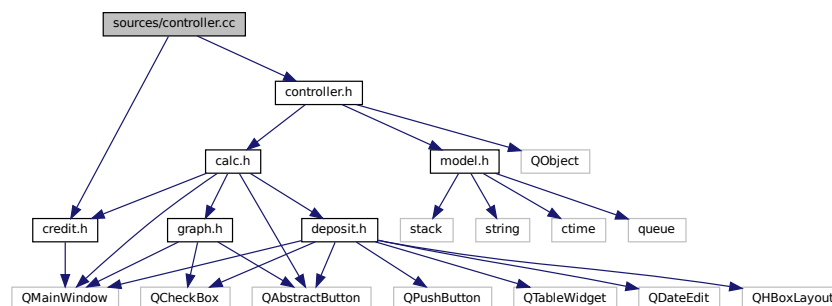 sources/controller.cc
controller.h
calc.h
model.h
QObject
credit.h
graph.h
deposit.h
stack
string
ctime
queue
QMainWindow
QCheckBox
QAbstractButton
QPushButton
QTableWidget
QDateEdit
QHBoxLayou